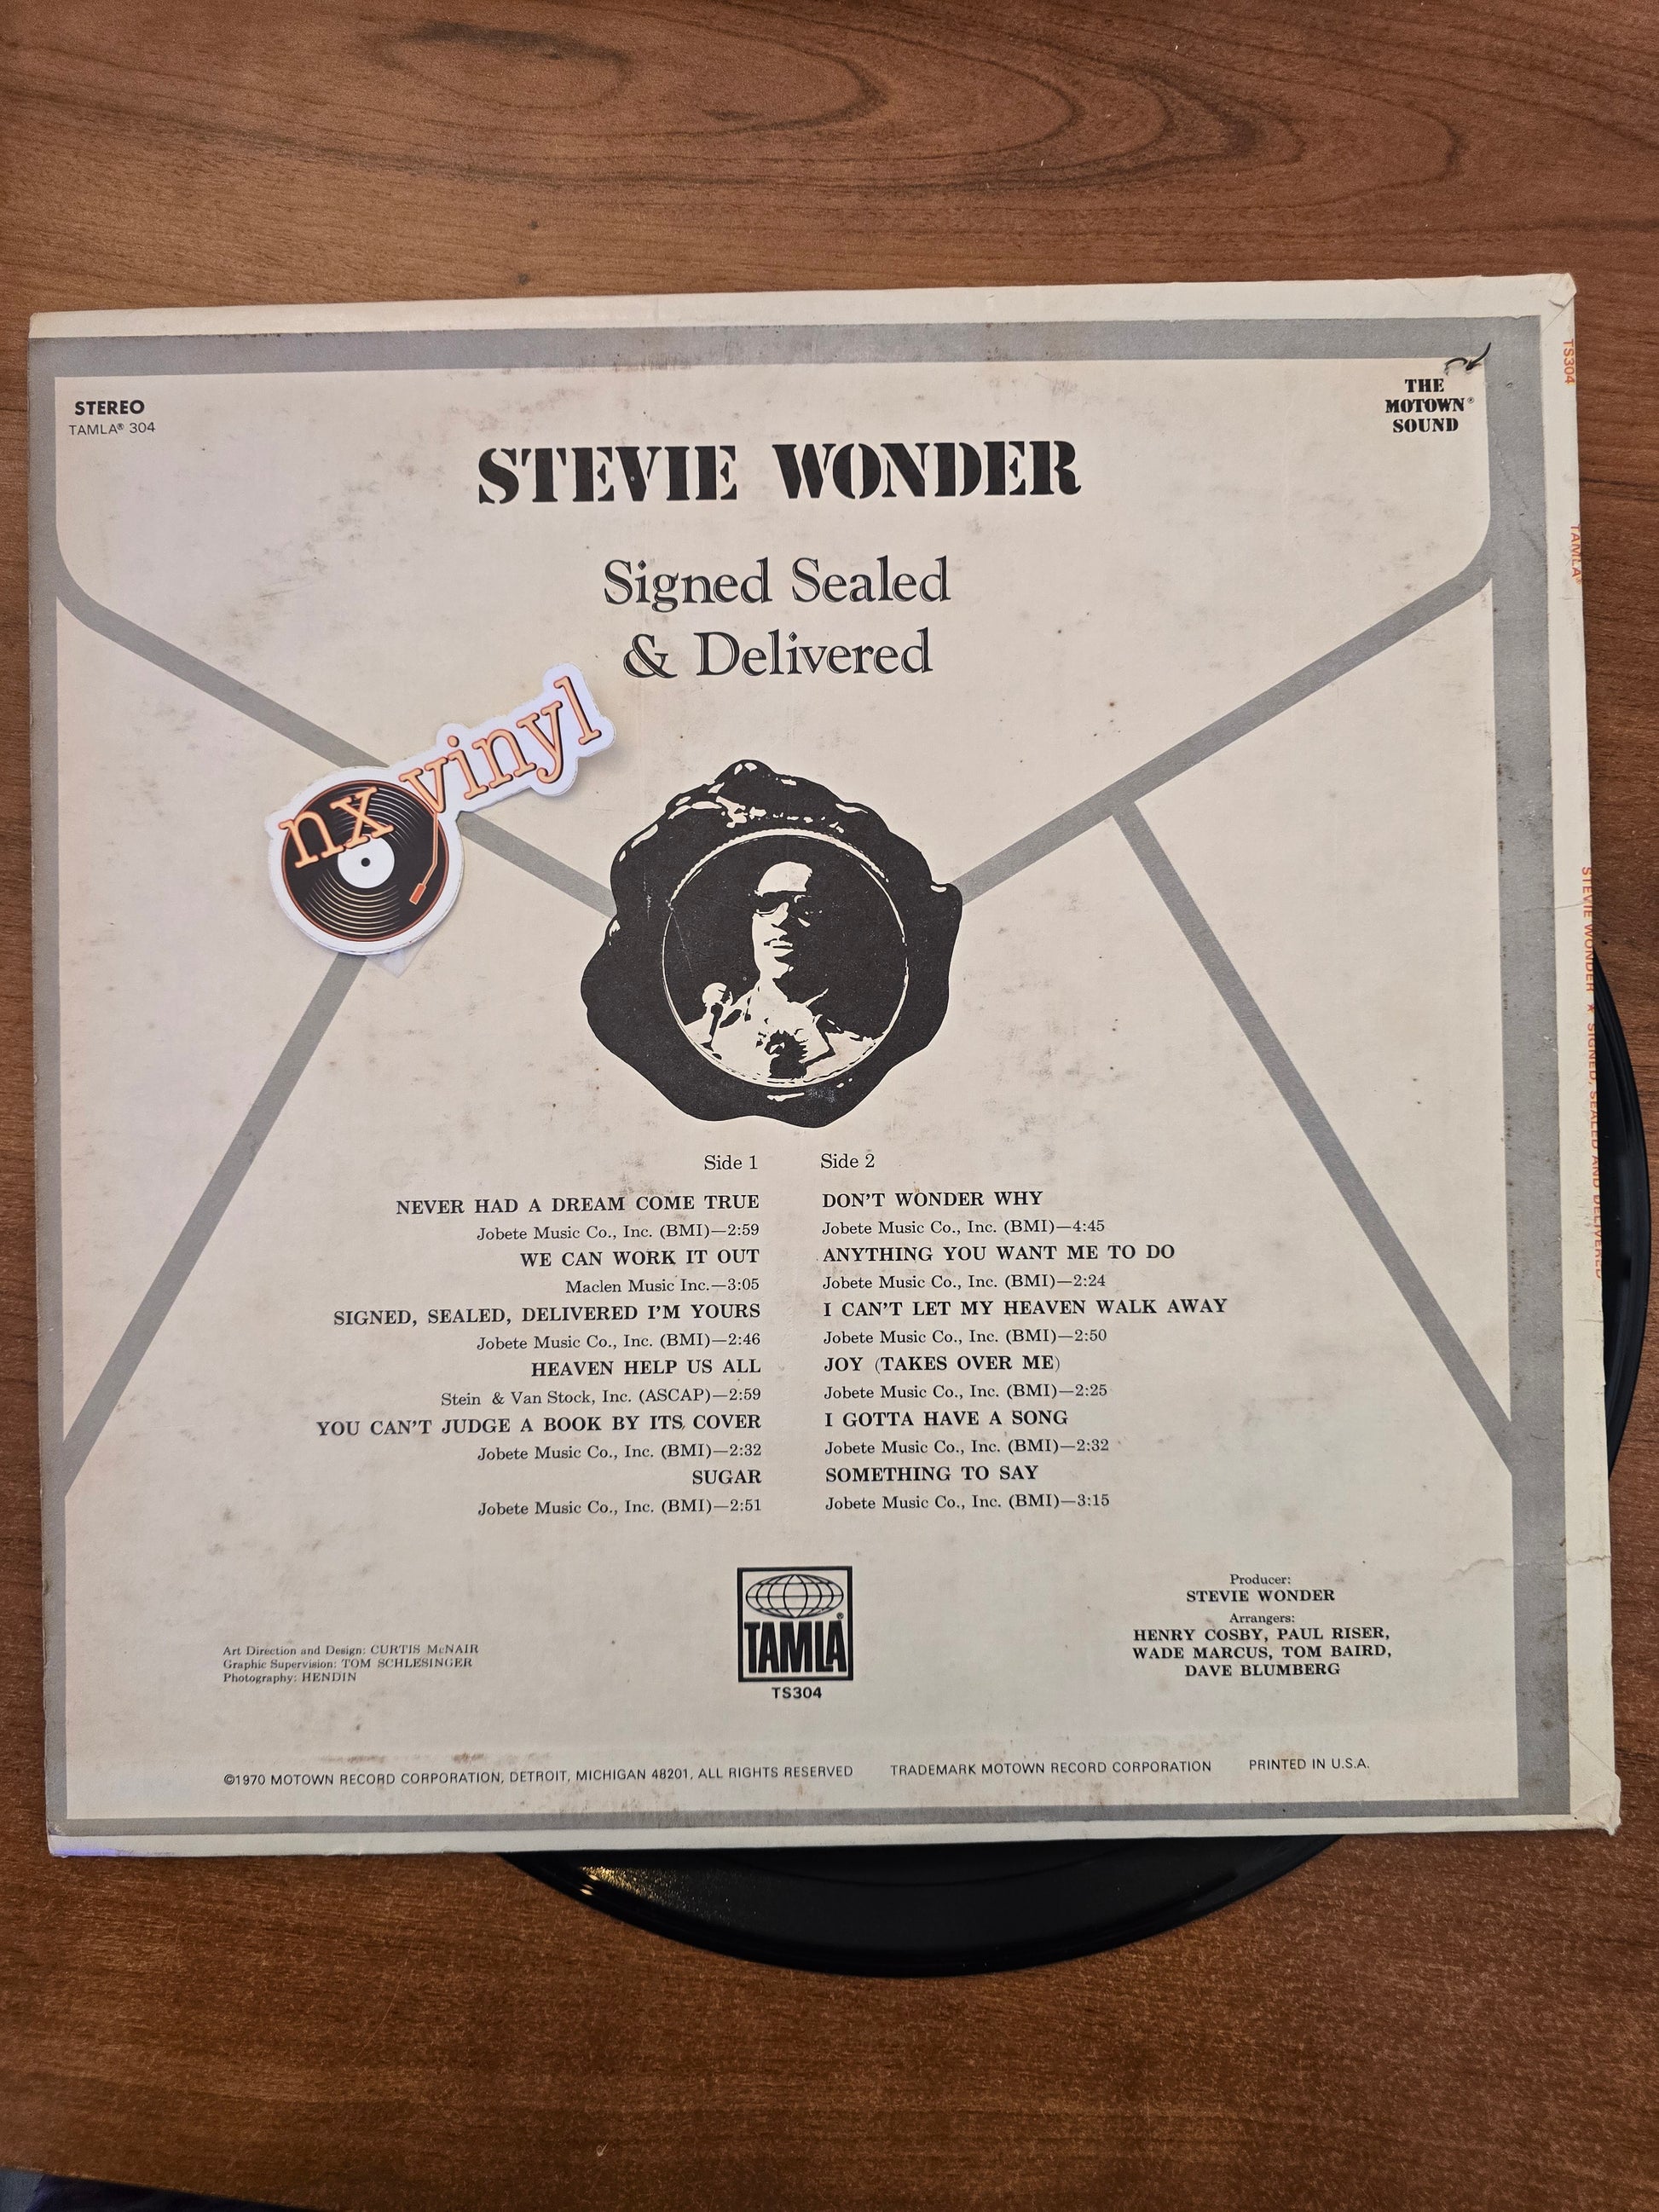 STEREO
TAMLA® 304
THE
MOTOWN®
SOUND
STEVIE WONDER
Signed Sealed
& Delivered
nx vinyl
Side 1
NEVER HAD A DREAM COME TRUE
Jobete Music Co., Inc. (BMI)—2:59
WE CAN WORK IT OUT
Maclen Music Inc.—3:05
SIGNED, SEALED, DELIVERED I'M YOURS
Jobete Music Co., Inc. (BMI)—2:46
HEAVEN HELP US ALL
Stein & Van Stock, Inc. (ASCAP)—2:59
YOU CAN'T JUDGE A BOOK BY ITS COVER
Jobete Music Co., Inc. (BMI)—2:32
SUGAR
Jobete Music Co., Inc. (BMI)—2:51
Side 2
DON'T WONDER WHY
Jobete Music Co., Inc. (BMI)—4:45
ANYTHING YOU WANT ME TO DO
Jobete Music Co., Inc. (BMI)—2:24
I CAN'T LET MY HEAVEN WALK AWAY
Jobete Music Co., Inc. (BMI)—2:50
JOY (TAKES OVER ME)
Jobete Music Co., Inc. (BMI)—2:25
I GOTTA HAVE A SONG
Jobete Music Co., Inc. (BMI)—2:32
SOMETHING TO SAY
Jobete Music Co., Inc. (BMI)—3:15
Art Direction and Design: CURTIS McNAIR
Graphic Supervision: TOM SCHLESINGER
Photography: HENDIN
TAMLA®
TS304
Producer:
STEVIE WONDER
Arrangers:
HENRY COSBY, PAUL RISER,
WADE MARCUS, TOM BAIRD,
DAVE BLUMBERG
©1970 MOTOWN RECORD CORPORATION, DETROIT, MICHIGAN 48201, ALL RIGHTS RESERVED TRADEMARK MOTOWN RECORD CORPORATION PRINTED IN U.S.A.
TS304 TAMLA® STEVIE WONDER ★ SIGNED, SEALED AND DELIVERED